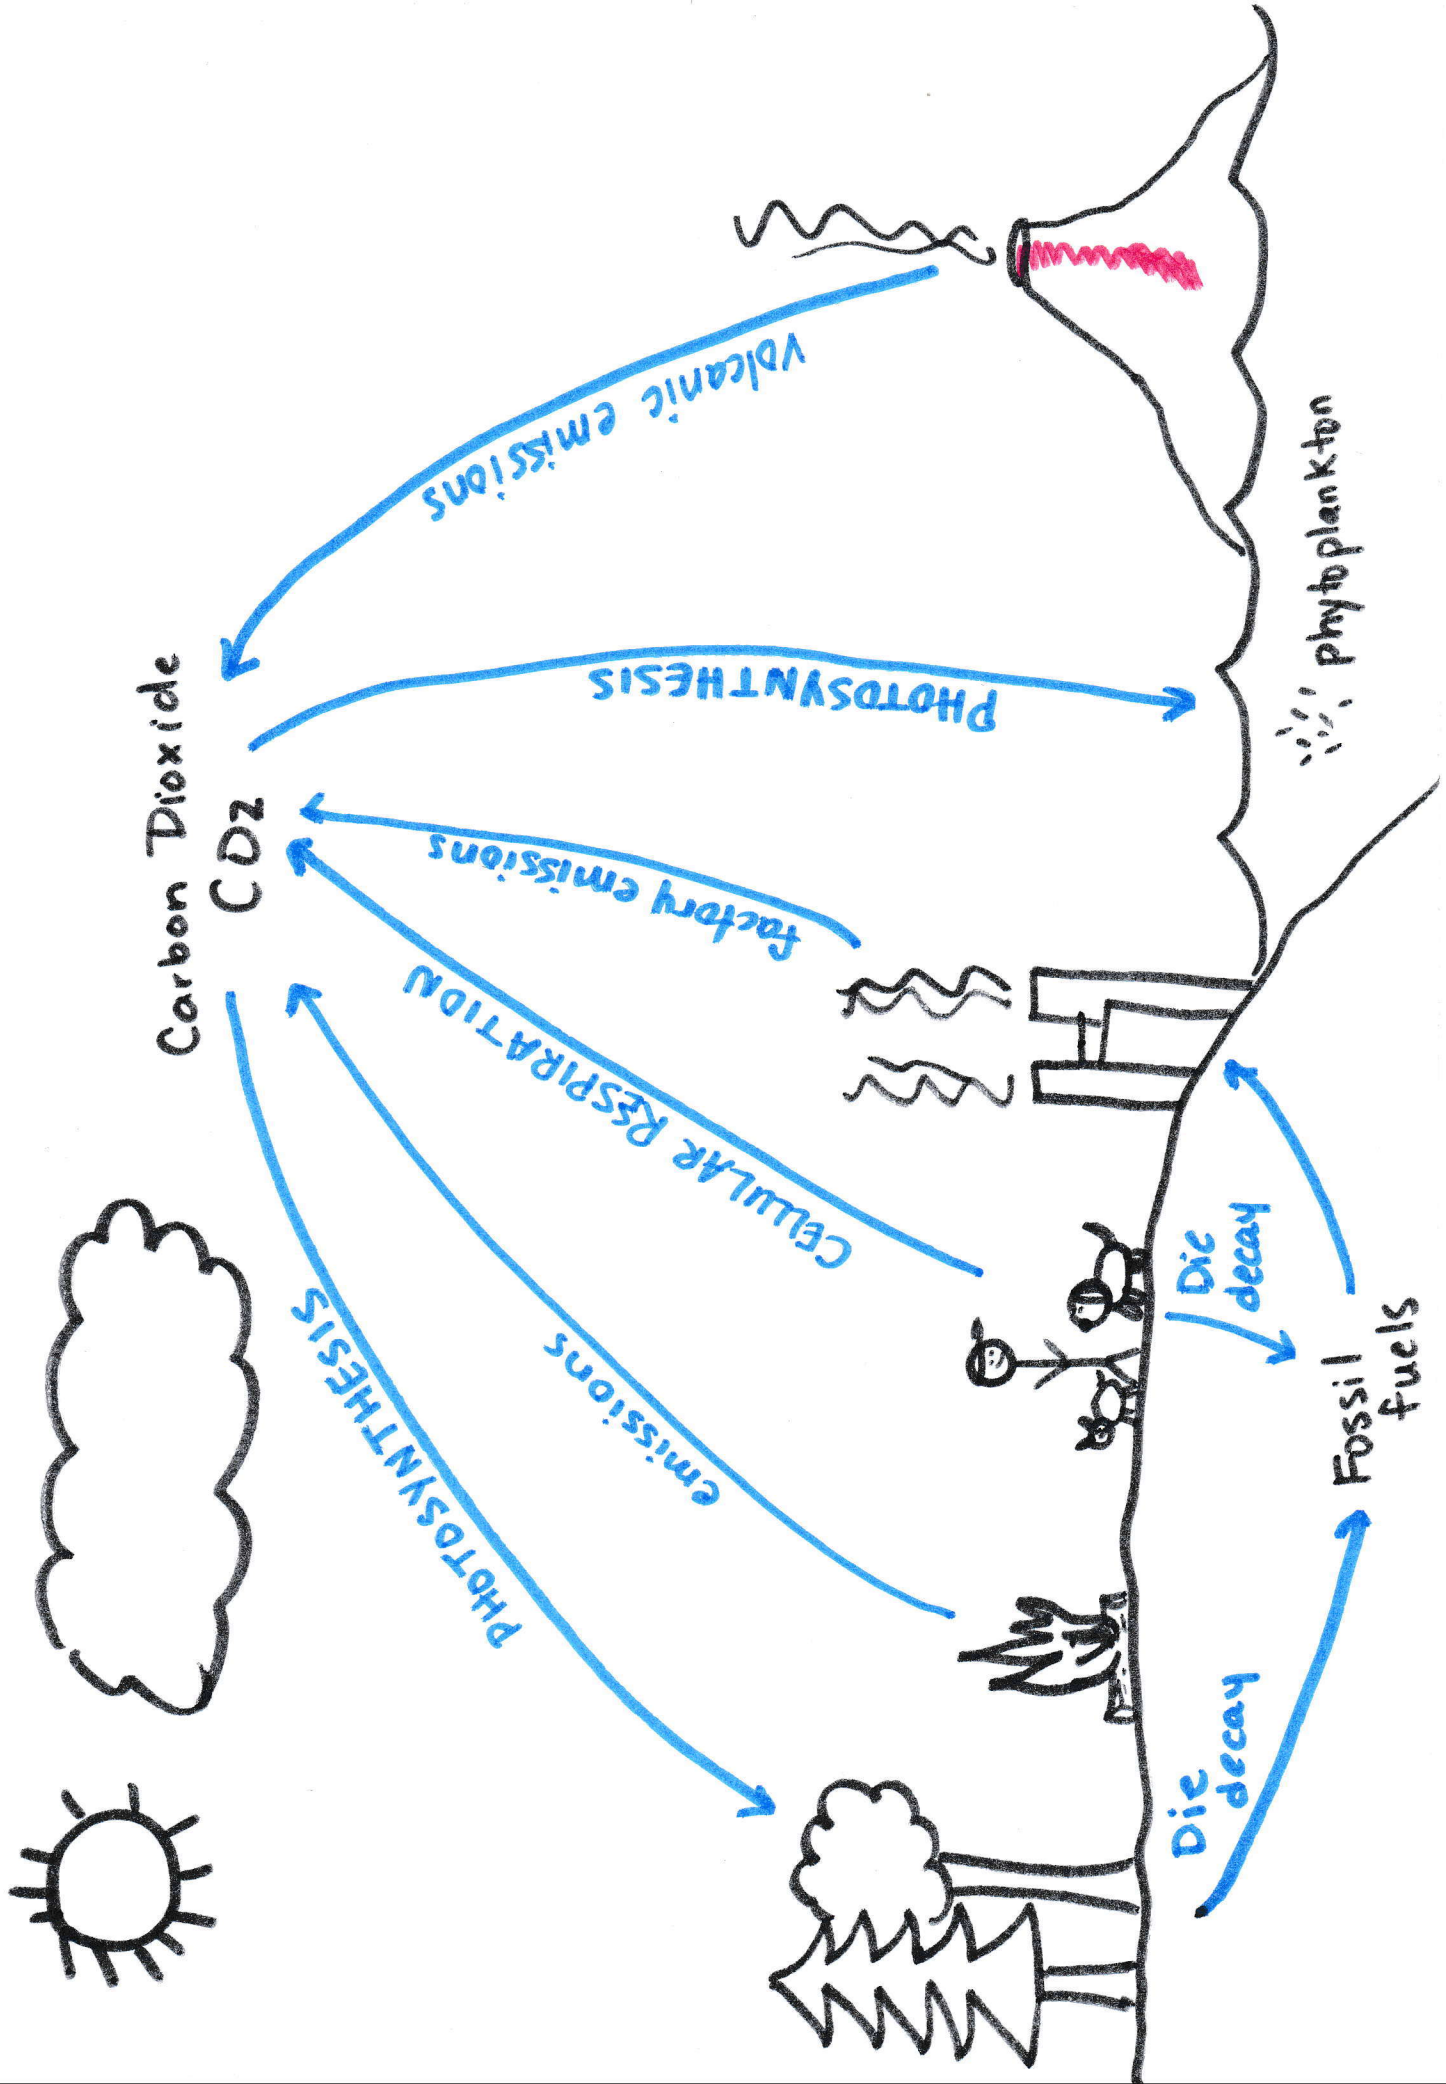 Carbon Dioxide
CO2
PHOTOSYNTHESIS
emissions
CELLULAR RESPIRATION
factory emissions
PHOTOSYNTHESIS
volcanic emissions
Die
decay
Die
decay
Fossil
fuels
phytoplankton